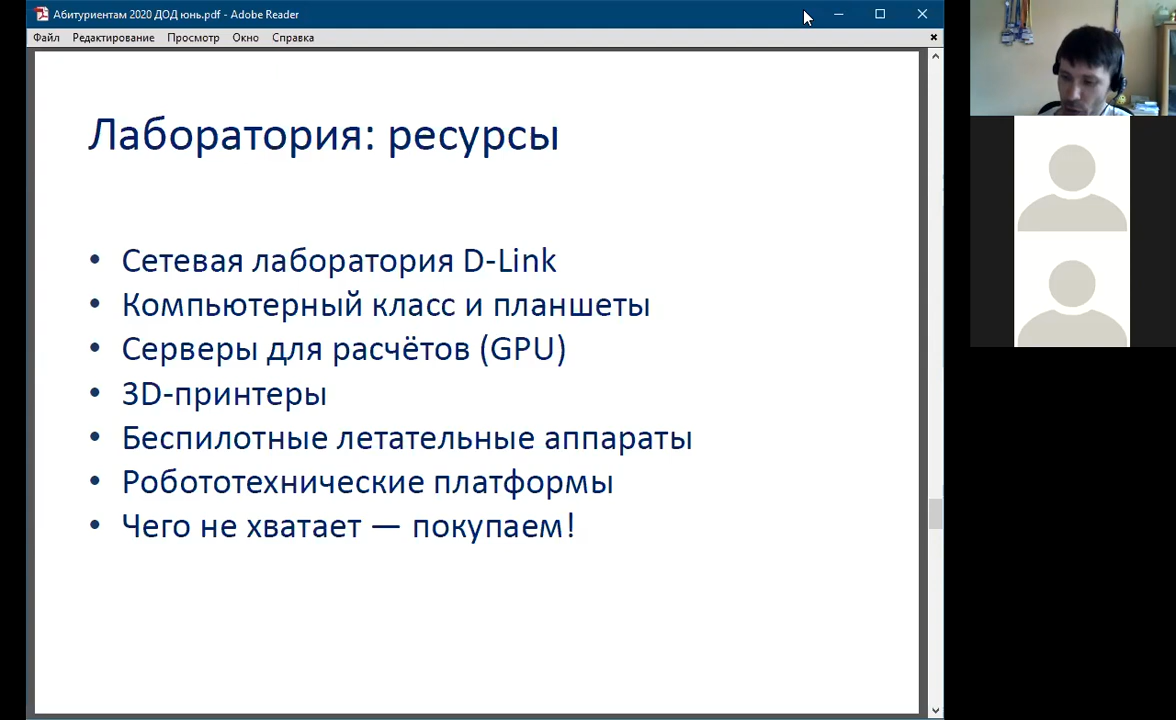 Абитуриентам 2020 ДОД юнь.pdf - Adobe Reader
Файл Редактирование Просмотр Окно Справка
Лаборатория: ресурсы
• Сетевая лаборатория D-Link
• Компьютерный класс и планшеты
• Серверы для расчётов (GPU)
• 3D-принтеры
• Беспилотные летательные аппараты
• Робототехнические платформы
• Чего не хватает — покупаем!